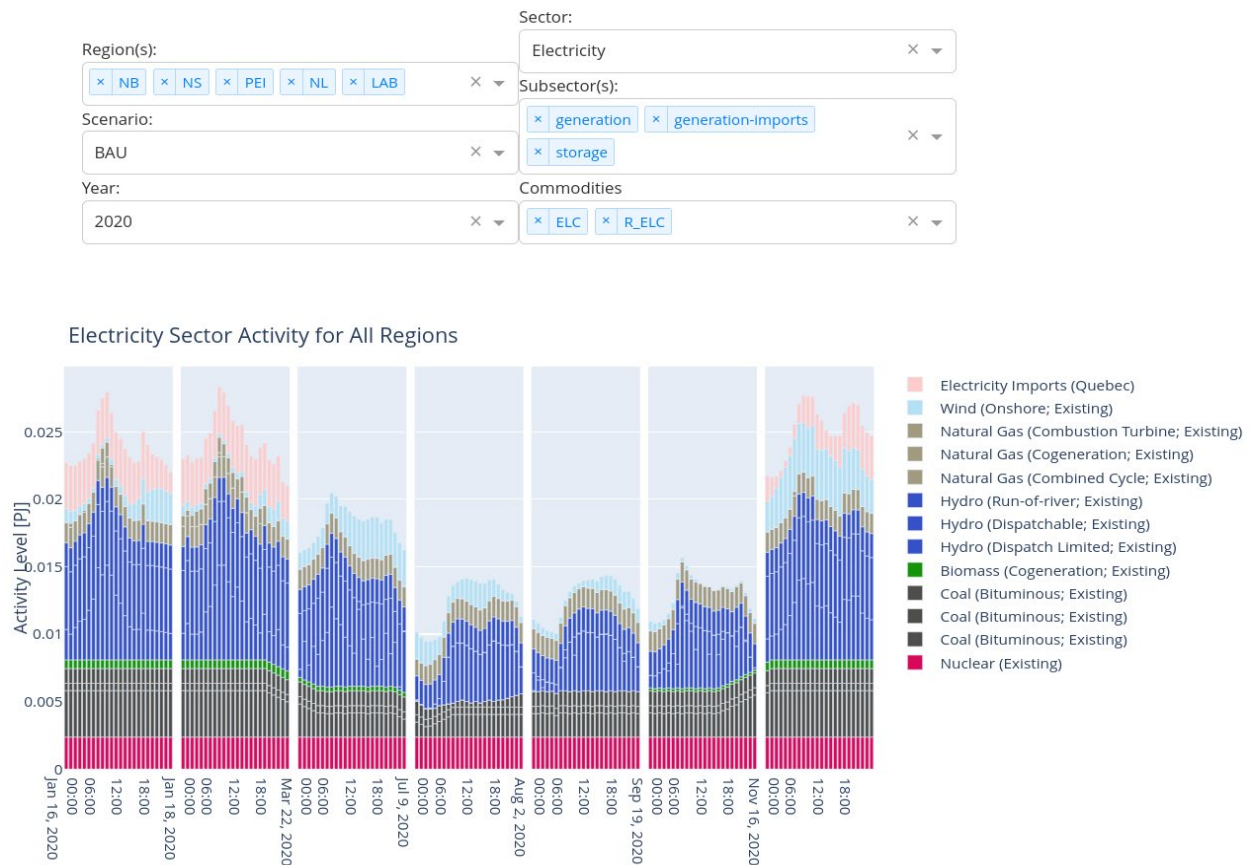 Region(s):
× NB × NS × PEI × NL × LAB ×
Scenario:
BAU ×
Year:
2020 ×
Sector:
Electricity ×
Subsector(s):
× generation × generation-imports ×
× storage
Commodities
× ELC × R_ELC ×
Electricity Sector Activity for All Regions
Activity Level [PJ]
0.025
0.02
0.015
0.01
0.005
0
00:00 06:00 12:00 18:00 00:00 06:00 12:00 18:00 00:00 06:00 12:00 18:00 00:00 06:00 12:00 18:00 00:00 06:00 12:00 18:00 00:00 06:00 12:00 18:00 00:00 06:00 12:00 18:00
Jan 16, 2020 Jan 18, 2020 Mar 22, 2020 Jul 9, 2020 Aug 2, 2020 Sep 19, 2020 Nov 16, 2020
Electricity Imports (Quebec)
Wind (Onshore; Existing)
Natural Gas (Combustion Turbine; Existing)
Natural Gas (Cogeneration; Existing)
Natural Gas (Combined Cycle; Existing)
Hydro (Run-of-river; Existing)
Hydro (Dispatchable; Existing)
Hydro (Dispatch Limited; Existing)
Biomass (Cogeneration; Existing)
Coal (Bituminous; Existing)
Coal (Bituminous; Existing)
Coal (Bituminous; Existing)
Nuclear (Existing)